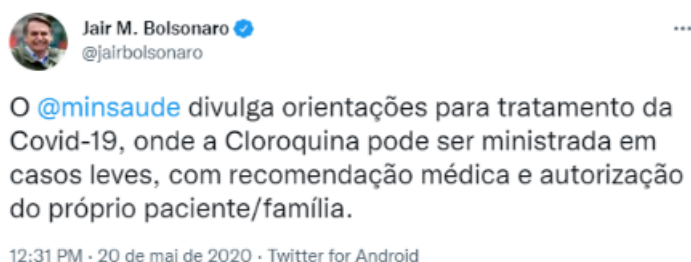 Jair M. Bolsonaro
@jairbolsonaro
O @minsaude divulga orientações para tratamento da
Covid-19, onde a Cloroquina pode ser ministrada em
casos leves, com recomendação médica e autorização
do próprio paciente/família.
12:31 PM · 20 de mai de 2020 · Twitter for Android